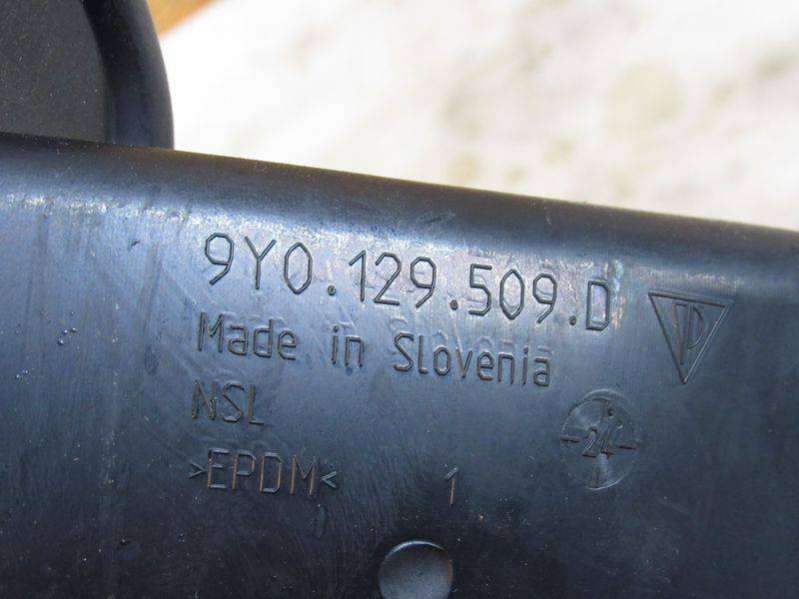 9Y0.129.509.D
Made in Slovenia
NSL
24
>EPDM< 1